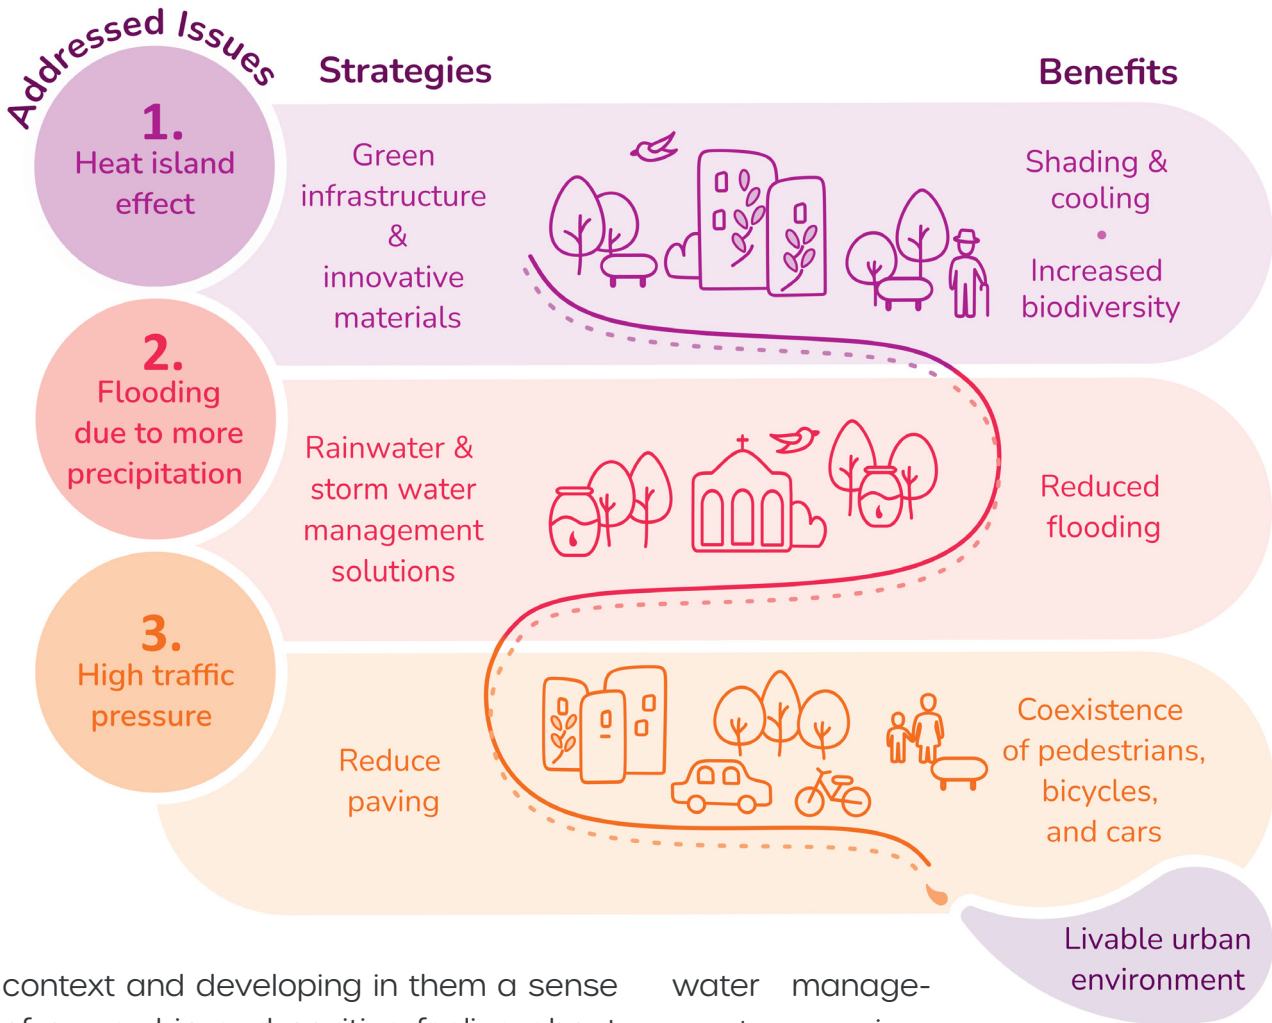 Addressed Issues
Strategies
Benefits
1.
Heat island
effect
Green
infrastructure
&
innovative
materials
Shading &
cooling
•
Increased
biodiversity
2.
Flooding
due to more
precipitation
Rainwater &
storm water
management
solutions
Reduced
flooding
3.
High traffic
pressure
Reduce
paving
Coexistence
of pedestrians,
bicycles,
and cars
Livable urban
environment
context and developing in them a sense
water manage-